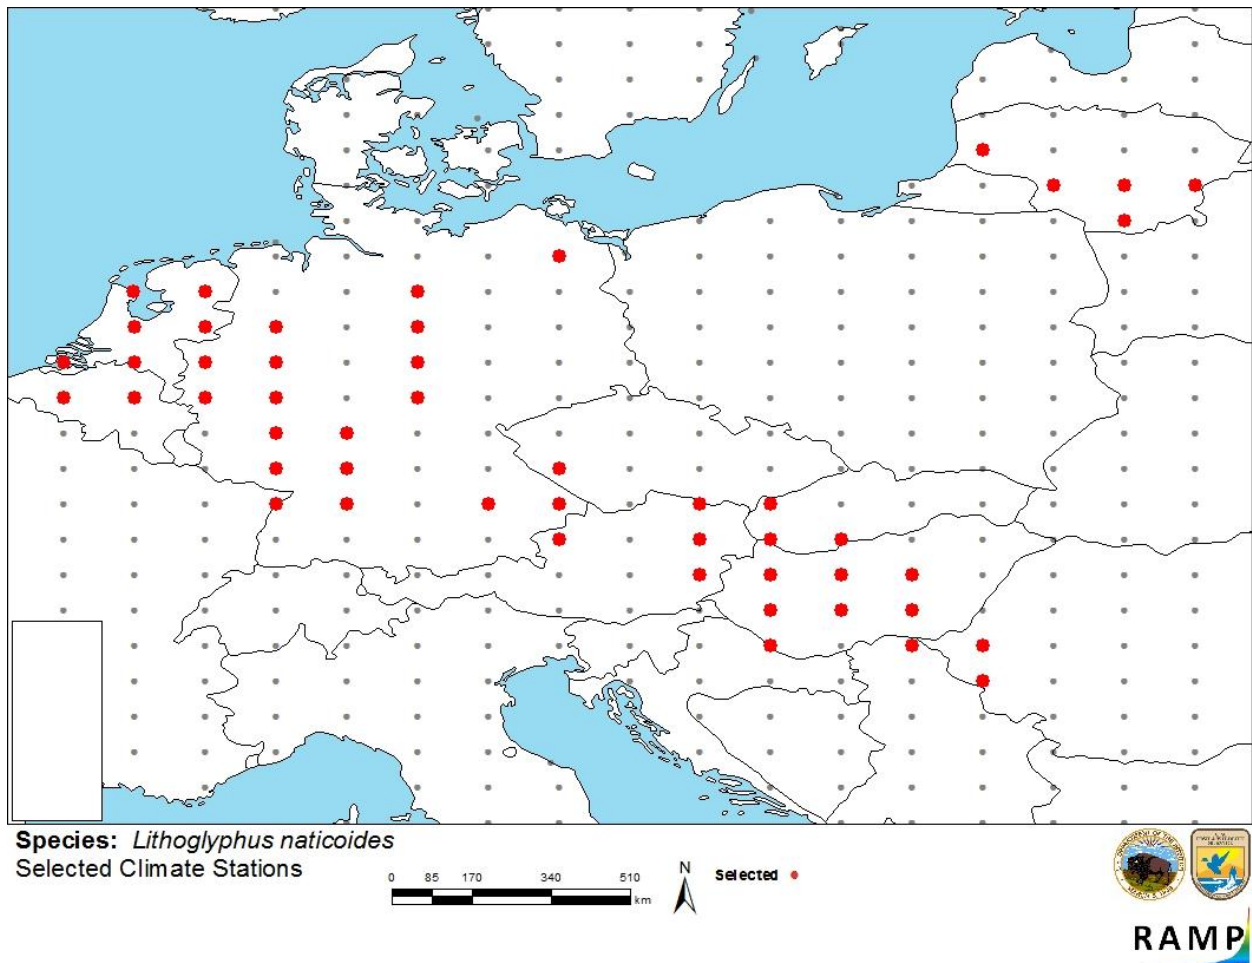 Species: Lithoglyphus naticoides
Selected Climate Stations
0 85 170 340 510
km
N
Selected
RAMP